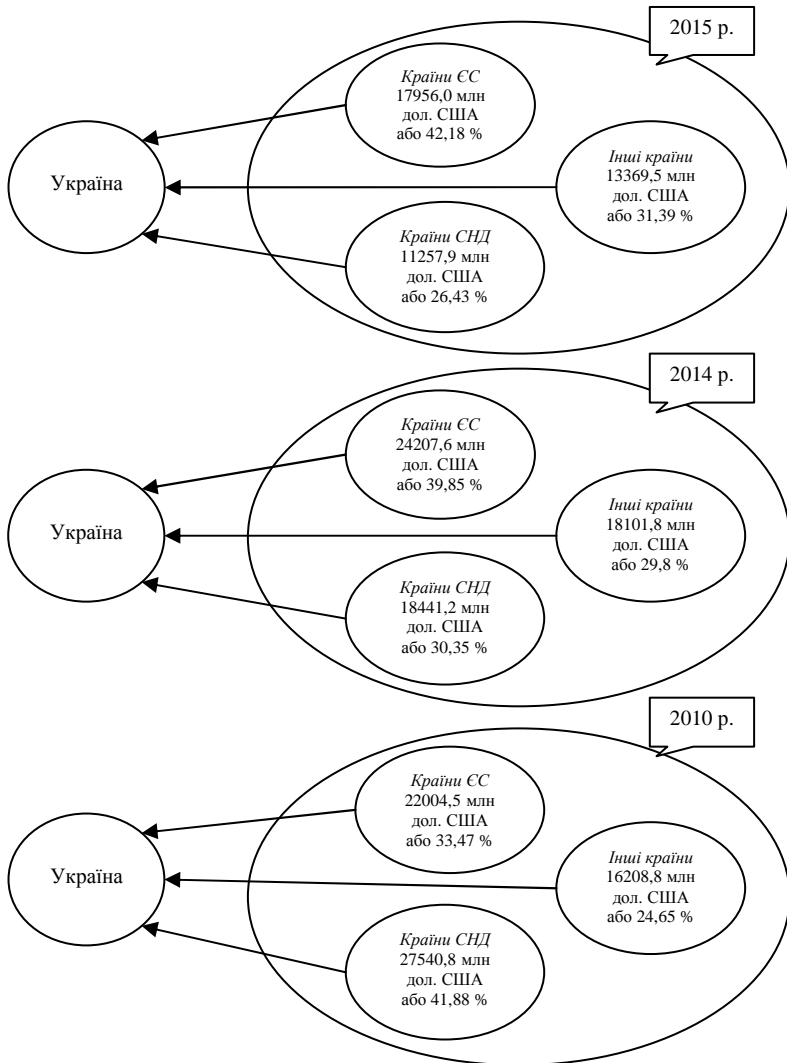 2015 р.
Країни ЄС
17956,0 млн
дол. США
або 42,18 %
Україна
Інші країни
13369,5 млн
дол. США
або 31,39 %
Країни СНД
11257,9 млн
дол. США
або 26,43 %
2014 р.
Країни ЄС
24207,6 млн
дол. США
або 39,85 %
Україна
Інші країни
18101,8 млн
дол. США
або 29,8 %
Країни СНД
18441,2 млн
дол. США
або 30,35 %
2010 р.
Країни ЄС
22004,5 млн
дол. США
або 33,47 %
Україна
Інші країни
16208,8 млн
дол. США
або 24,65 %
Країни СНД
27540,8 млн
дол. США
або 41,88 %